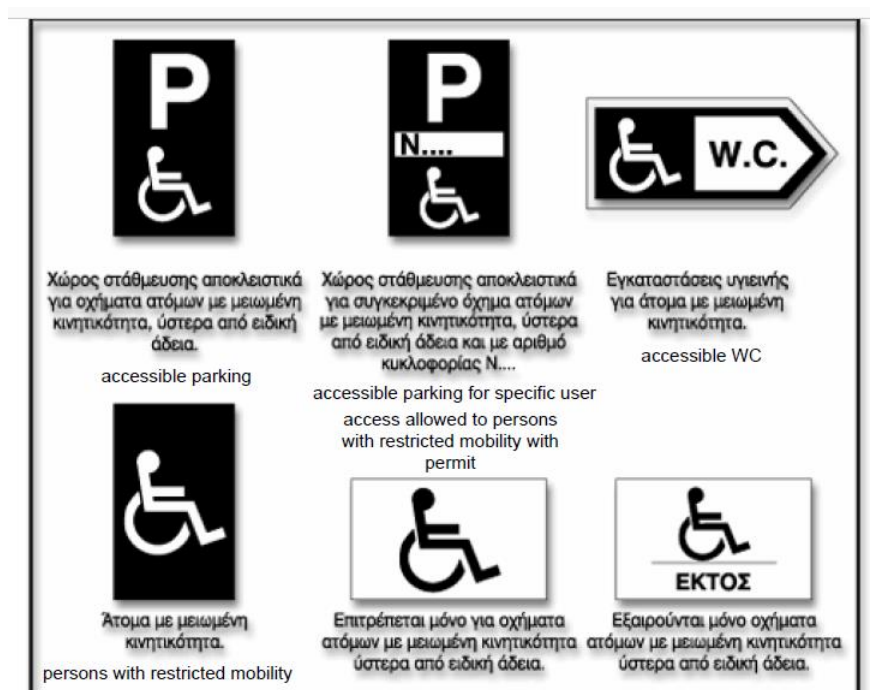 P
P
N....
W.C.
Χώρος στάθμευσης αποκλειστικά
για οχήματα ατόμων με μειωμένη
κινητικότητα, ύστερα από ειδική
άδεια.
accessible parking
Χώρος στάθμευσης αποκλειστικά
για συγκεκριμένο όχημα ατόμων
με μειωμένη κινητικότητα, ύστερα
από ειδική άδεια και με αριθμό
κυκλοφορίας Ν....
accessible parking for specific user
Εγκαταστάσεις υγιεινής
για άτομα με μειωμένη
κινητικότητα.
accessible WC
access allowed to persons
with restricted mobility with
permit
ΕΚΤΟΣ
Άτομα με μειωμένη
κινητικότητα.
persons with restricted mobility
Επιτρέπεται μόνο για οχήματα
ατόμων με μειωμένη κινητικότητα
ύστερα από ειδική άδεια.
Εξαιρούνται μόνο οχήματα
ατόμων με μειωμένη κινητικότητα
ύστερα από ειδική άδεια.